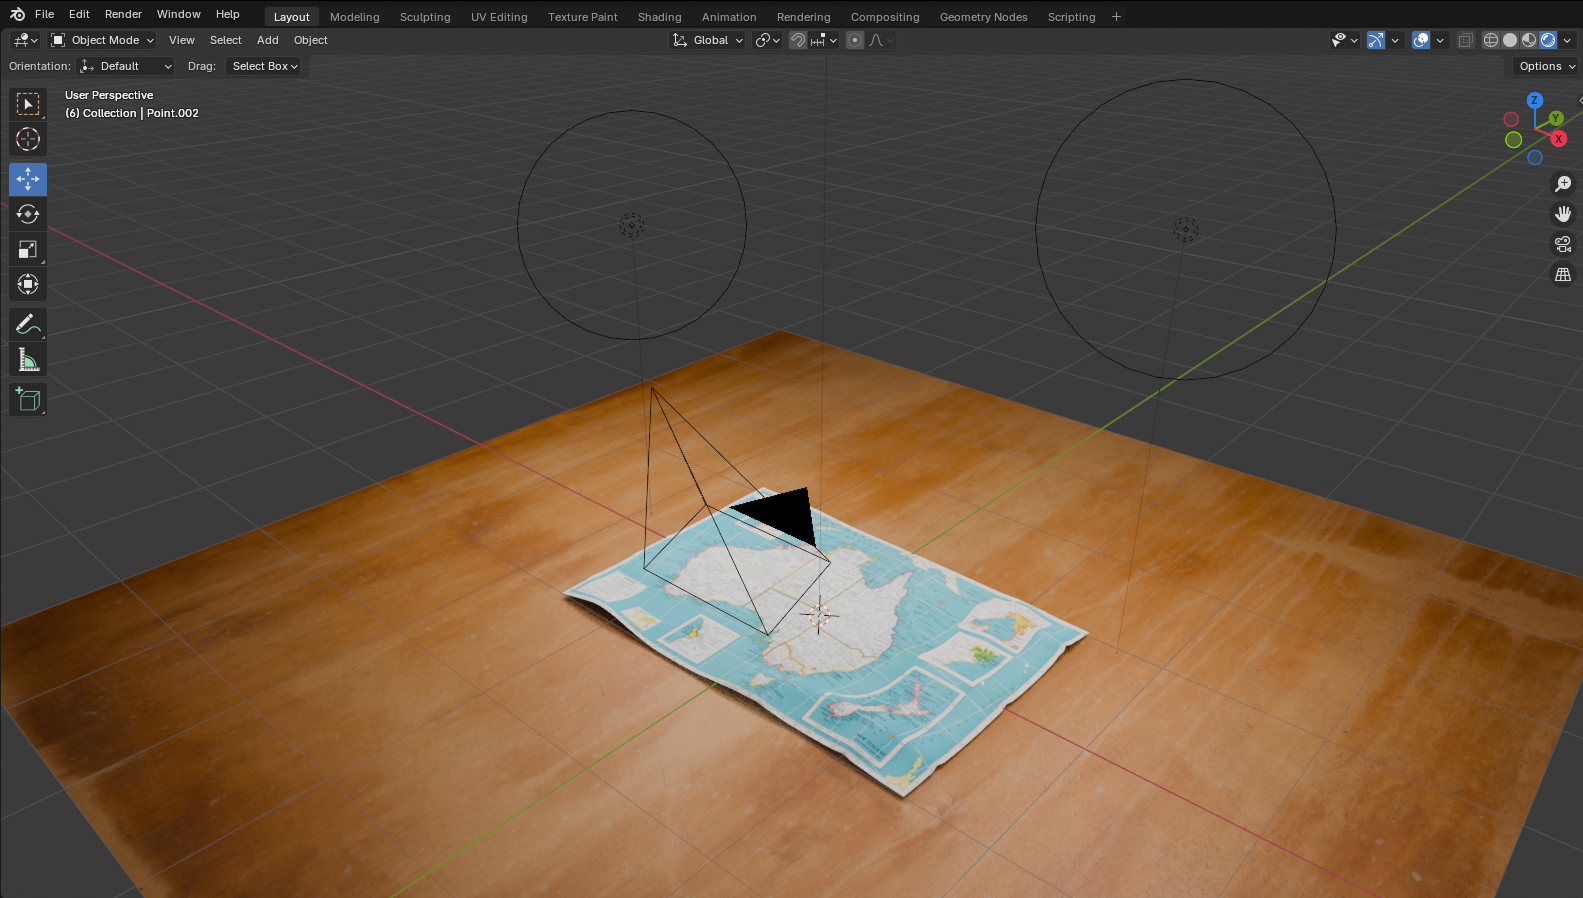 File Edit Render Window Help Layout Modeling Sculpting UV Editing Texture Paint Shading Animation Rendering Compositing Geometry Nodes Scripting +
Object Mode View Select Add Object Global
Orientation: Default Drag: Select Box Options
User Perspective
(6) Collection | Point.002
Z
Y
X
NEW ZEALAND